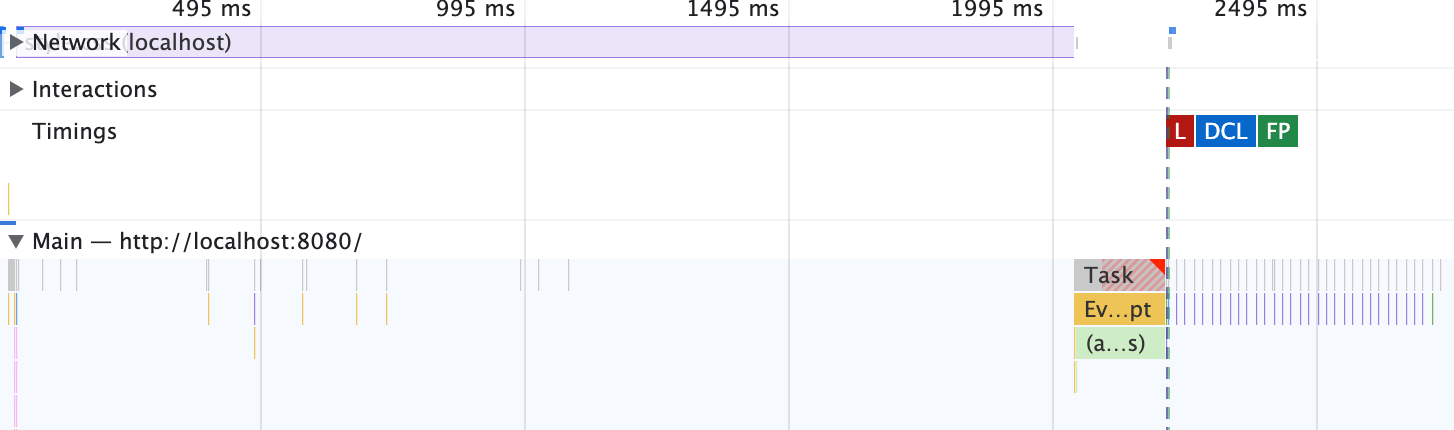 495 ms 995 ms 1495 ms 1995 ms 2495 ms
Network (localhost)
Interactions
Timings L DCL FP
Main — http://localhost:8080/
Task
Ev…pt
(a…s)